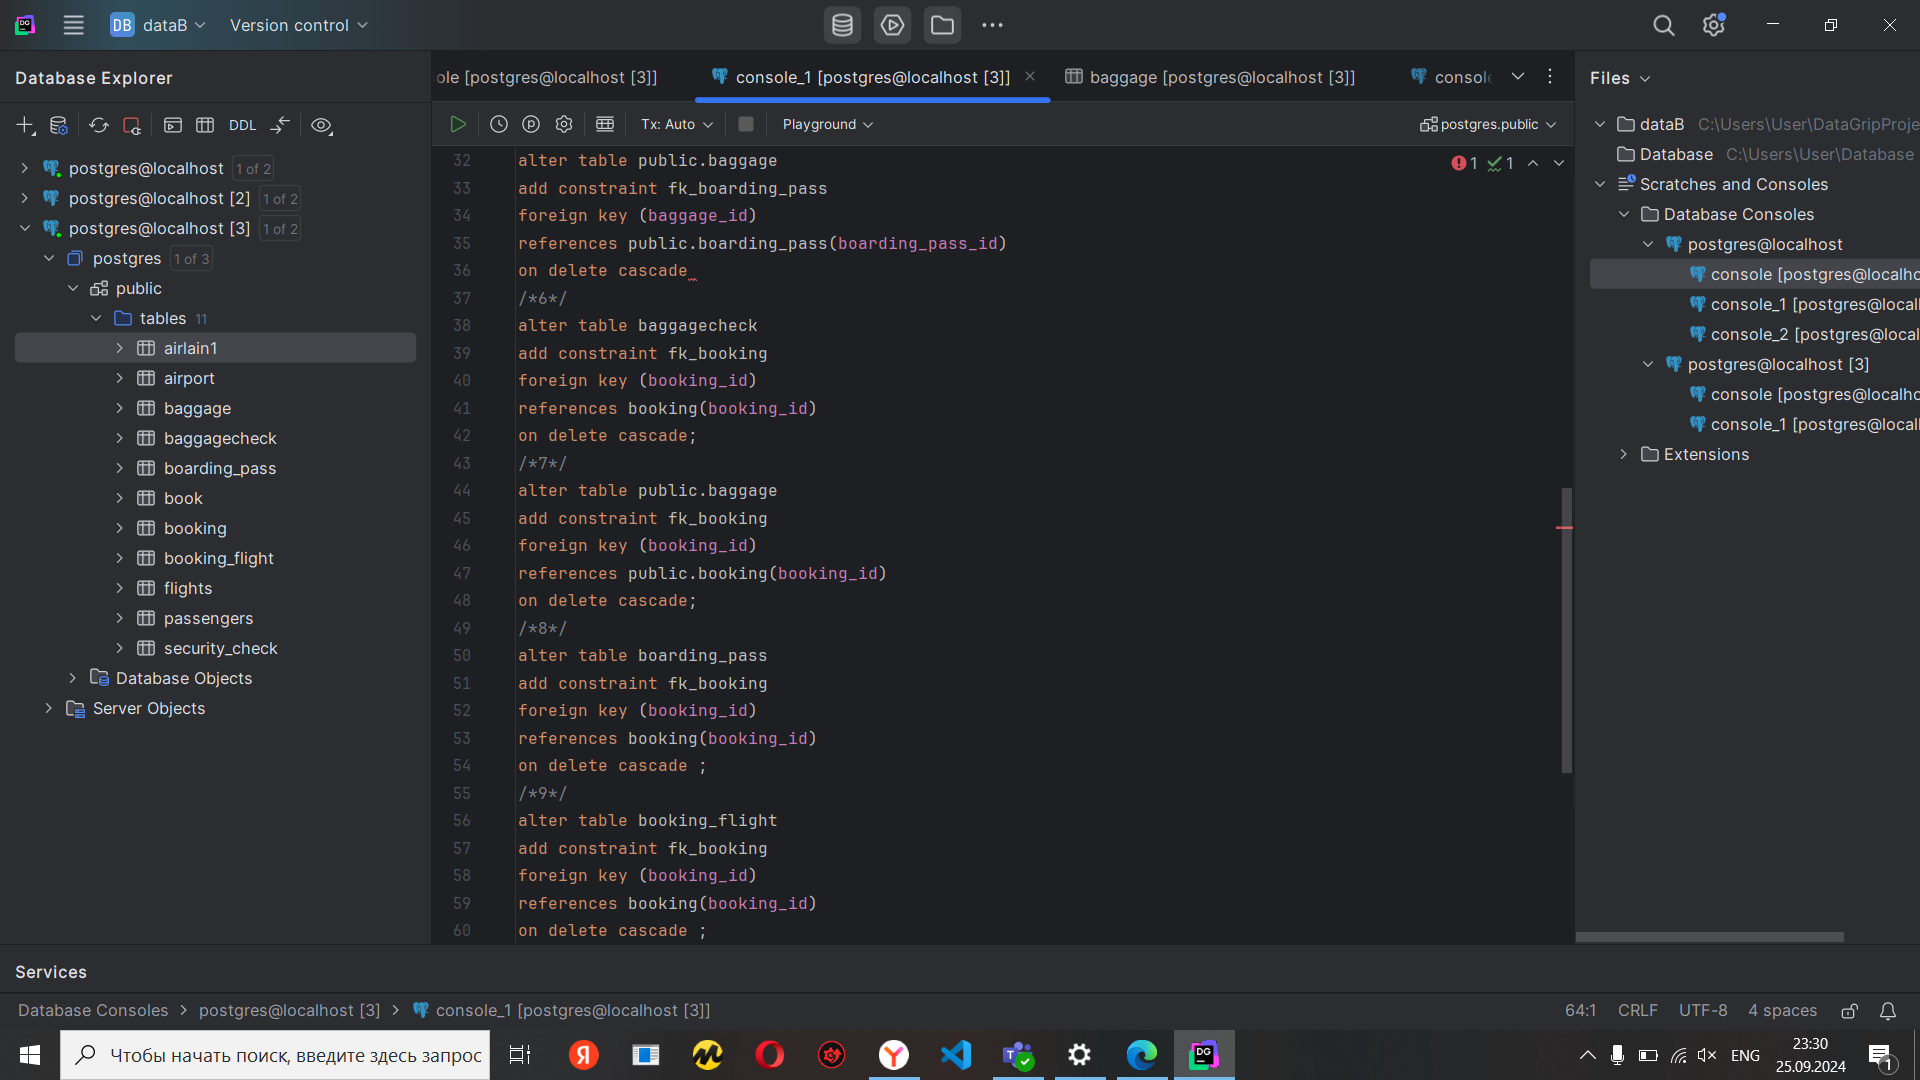 DB dataB Version control
Database Explorer
ole [postgres@localhost [3]] console_1 [postgres@localhost [3]] baggage [postgres@localhost [3]]
Files
DDL
Tx: Auto Playground postgres.public
postgres@localhost 1 of 2
postgres@localhost [2] 1 of 2
postgres@localhost [3] 1 of 2
postgres 1 of 3
public
tables 11
airlain1
airport
baggage
baggagecheck
boarding_pass
book
booking
booking_flight
flights
passengers
security_check
Database Objects
Server Objects
32 alter table public.baggage
33 add constraint fk_boarding_pass
34 foreign key (baggage_id)
35 references public.boarding_pass(boarding_pass_id)
36 on delete cascade
37 /*6*/
38 alter table baggagecheck
39 add constraint fk_booking
40 foreign key (booking_id)
41 references booking(booking_id)
42 on delete cascade;
43 /*7*/
44 alter table public.baggage
45 add constraint fk_booking
46 foreign key (booking_id)
47 references public.booking(booking_id)
48 on delete cascade;
49 /*8*/
50 alter table boarding_pass
51 add constraint fk_booking
52 foreign key (booking_id)
53 references booking(booking_id)
54 on delete cascade ;
55 /*9*/
56 alter table booking_flight
57 add constraint fk_booking
58 foreign key (booking_id)
59 references booking(booking_id)
60 on delete cascade ;
1 1
dataB C:\Users\User\DataGripProje
Database C:\Users\User\Database
Scratches and Consoles
Database Consoles
postgres@localhost
console [postgres@localho
console_1 [postgres@local
console_2 [postgres@local
postgres@localhost [3]
console [postgres@localho
console_1 [postgres@local
Extensions
Services
Database Consoles > postgres@localhost [3] > console_1 [postgres@localhost [3]]
64:1 CRLF UTF-8 4 spaces
Чтобы начать поиск, введите здесь запрос
ENG
23:30
25.09.2024
1